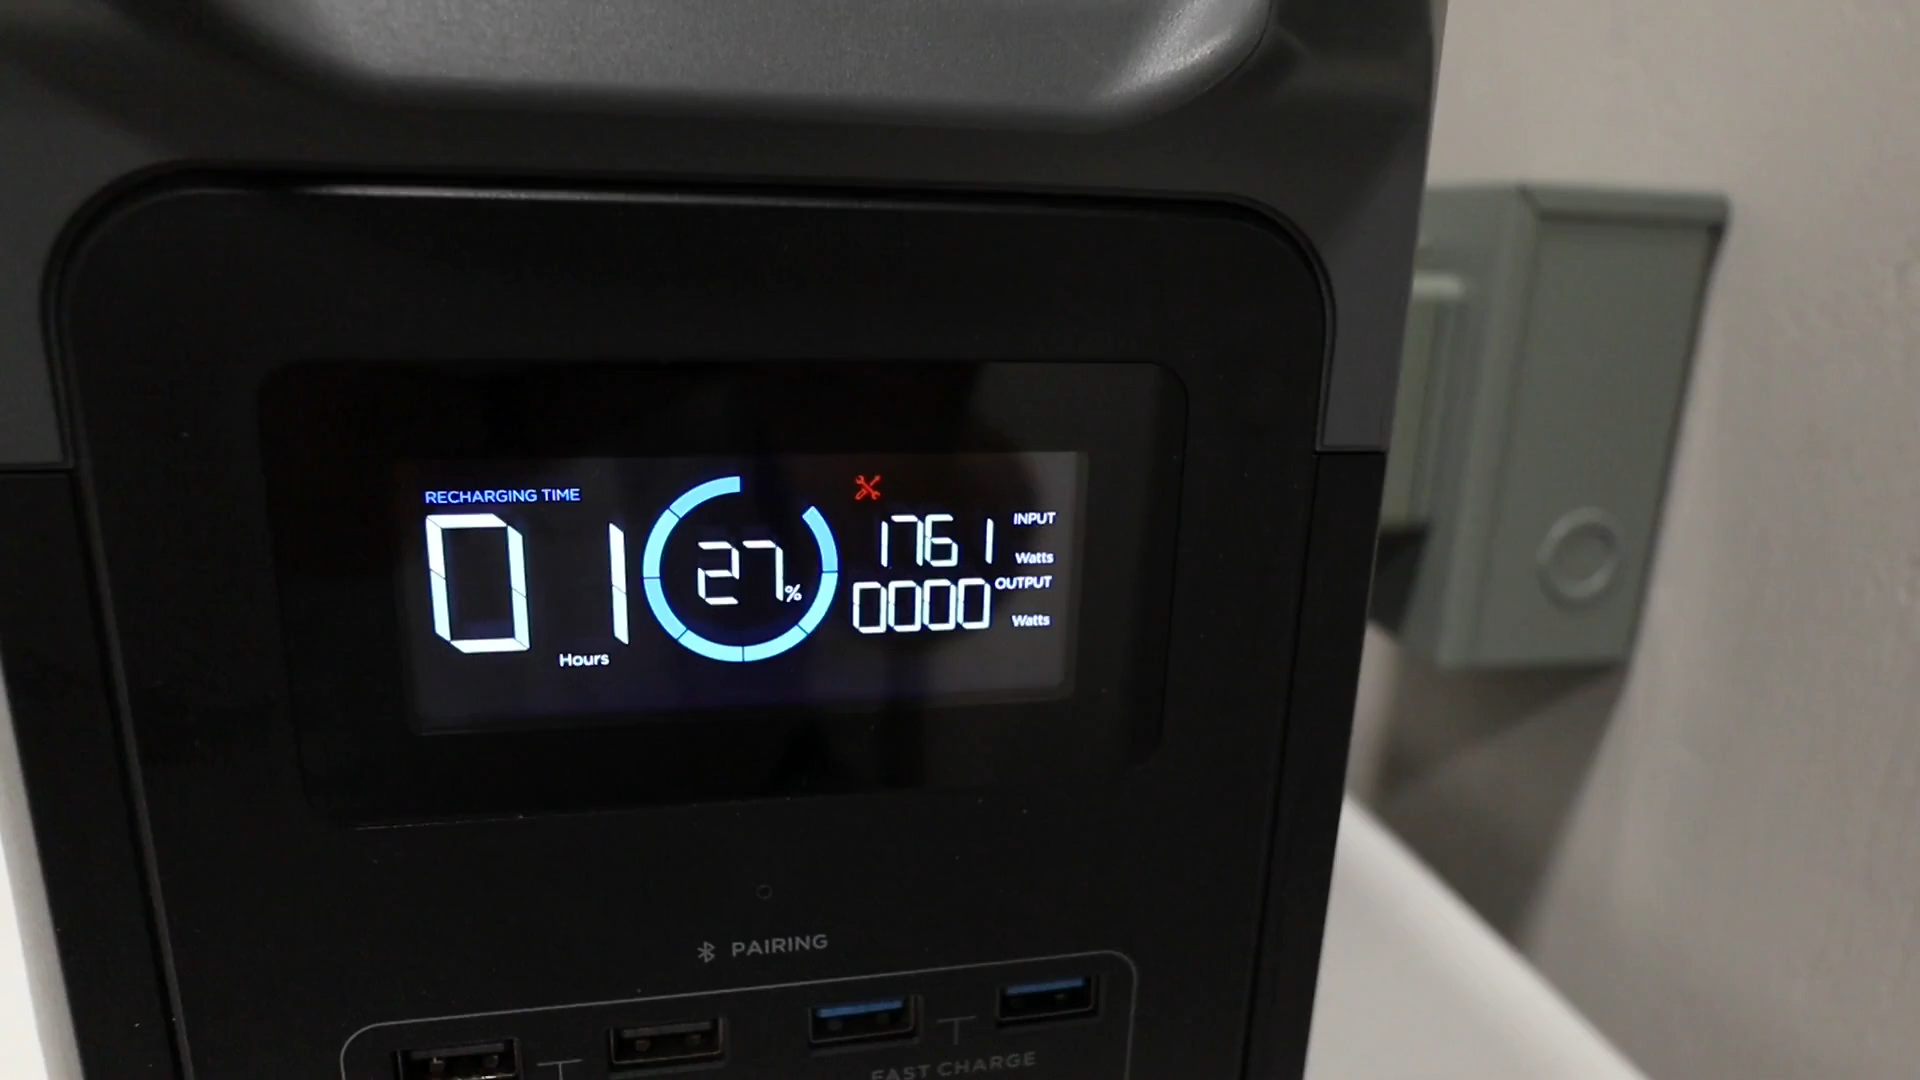 RECHARGING TIME
01
Hours
27%
1761 INPUT Watts
0000 OUTPUT Watts
PAIRING
FAST CHARGE